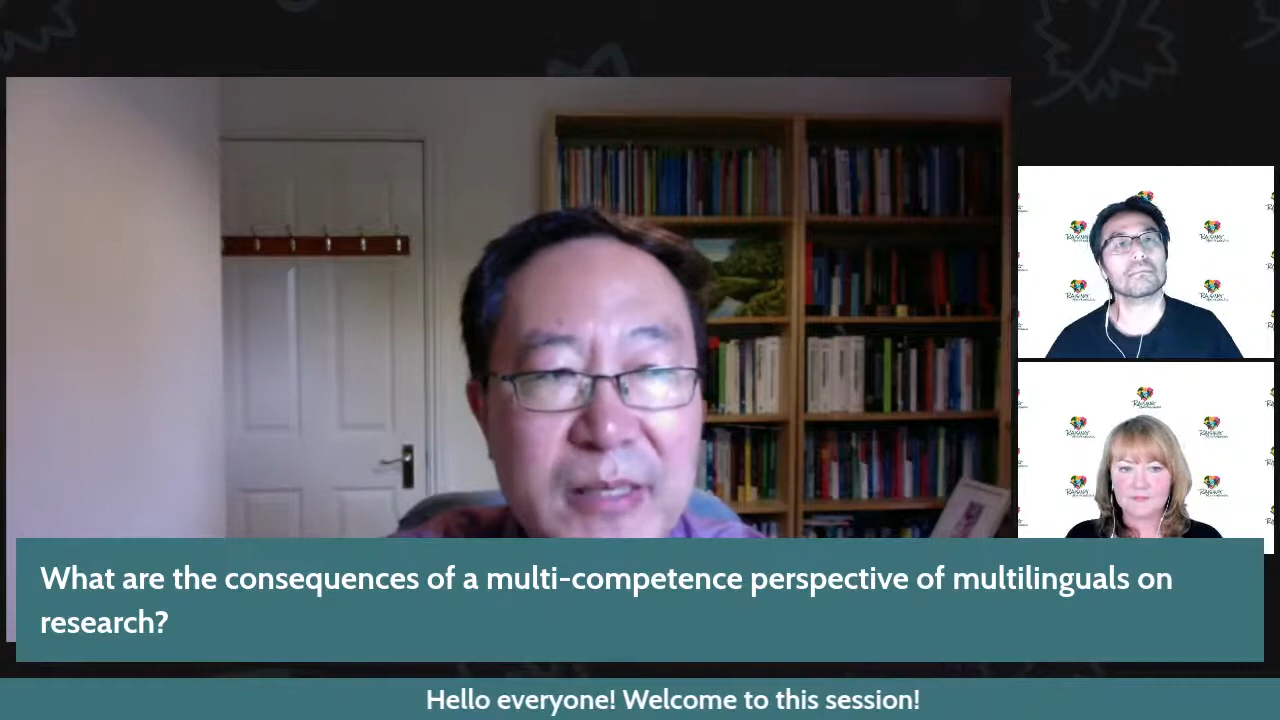 What are the consequences of a multi-competence perspective of multilinguals on
research?
Hello everyone! Welcome to this session!